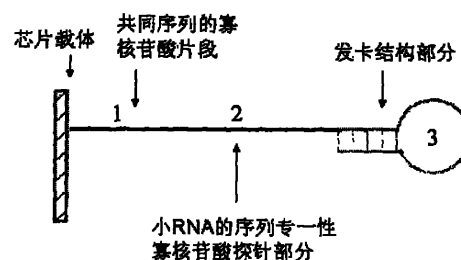 芯片载体
共同序列的寡
核苷酸片段
发卡结构部分
1
2
3
小RNA的序列专一性
寡核苷酸探针部分